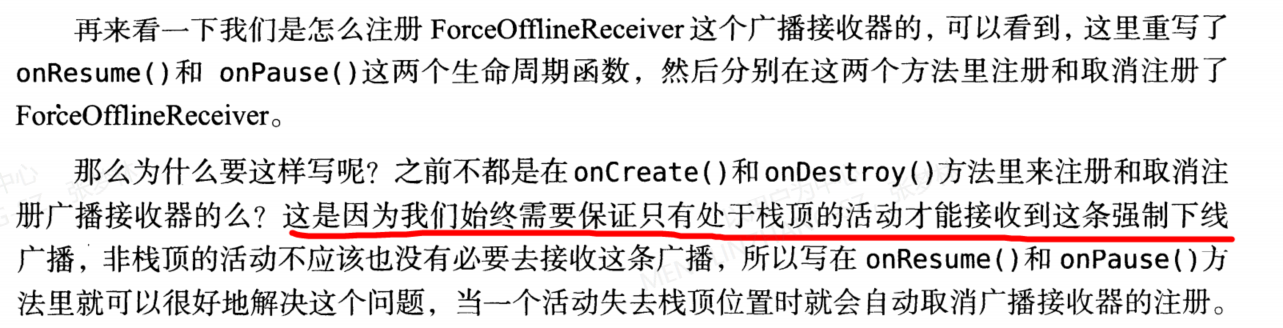 再来看一下我们是怎么注册 ForceOfflineReceiver 这个广播接收器的，可以看到，这里重写了
onResume()和 onPause()这两个生命周期函数，然后分别在这两个方法里注册和取消注册了
ForceOfflineReceiver。
那么为什么要这样写呢？之前不都是在 onCreate()和 onDestroy()方法里来注册和取消注
册广播接收器的么？这是因为我们始终需要保证只有处于栈顶的活动才能接收到这条强制下线
广播，非栈顶的活动不应该也没有必要去接收这条广播，所以写在 onResume()和 onPause()方
法里就可以很好地解决这个问题，当一个活动失去栈顶位置时就会自动取消广播接收器的注册。